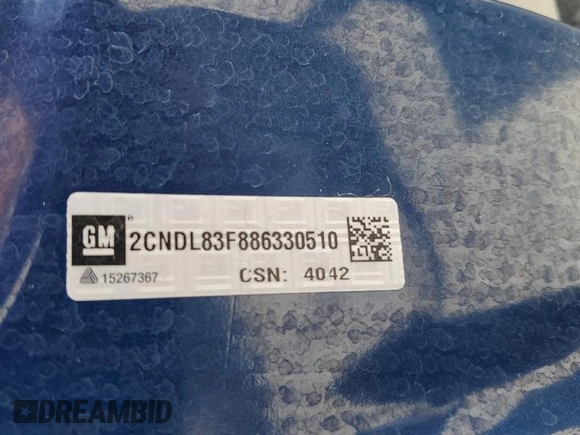 GM
2CNDL83F886330510
15267367
CSN: 4042
DREAMBID